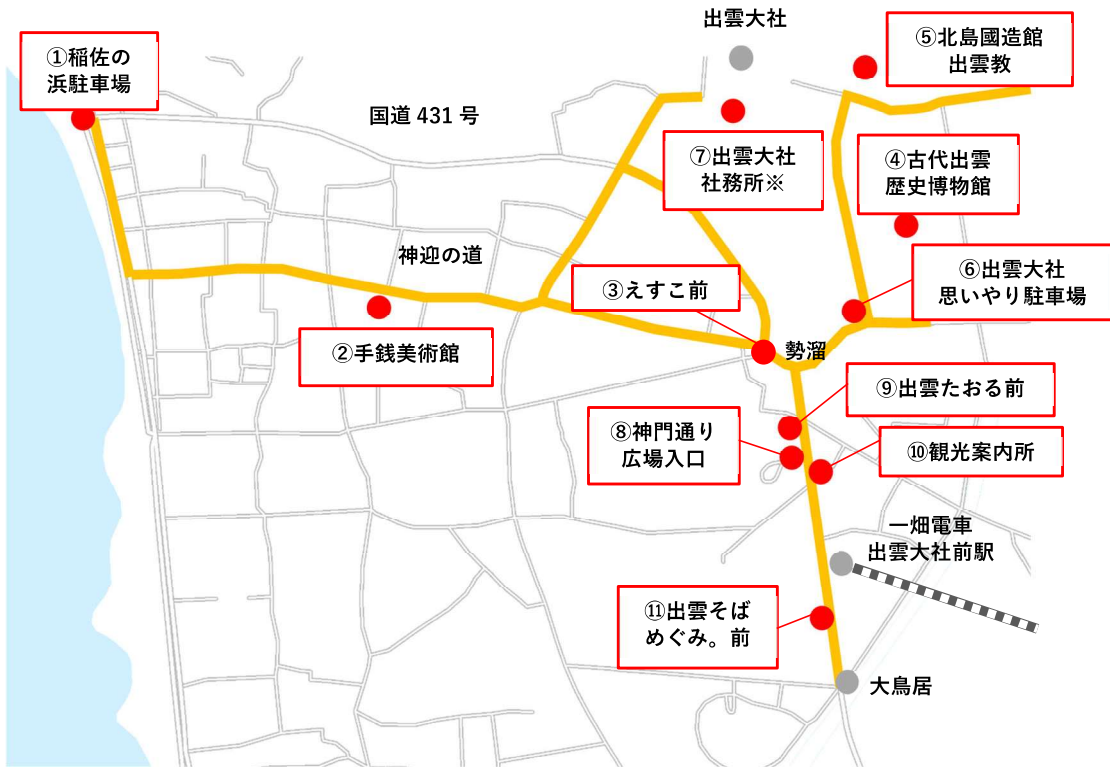 出雲大社
①稲佐の
浜駐車場
⑤北島國造館
出雲教
国道 431 号
⑦出雲大社
社務所※
④古代出雲
歴史博物館
神迎の道
③えすこ前
⑥出雲大社
思いやり駐車場
②手銭美術館
勢溜
⑨出雲たおる前
⑧神門通り
広場入口
⑩観光案内所
一畑電車
出雲大社前駅
⑪出雲そば
めぐみ。前
大鳥居